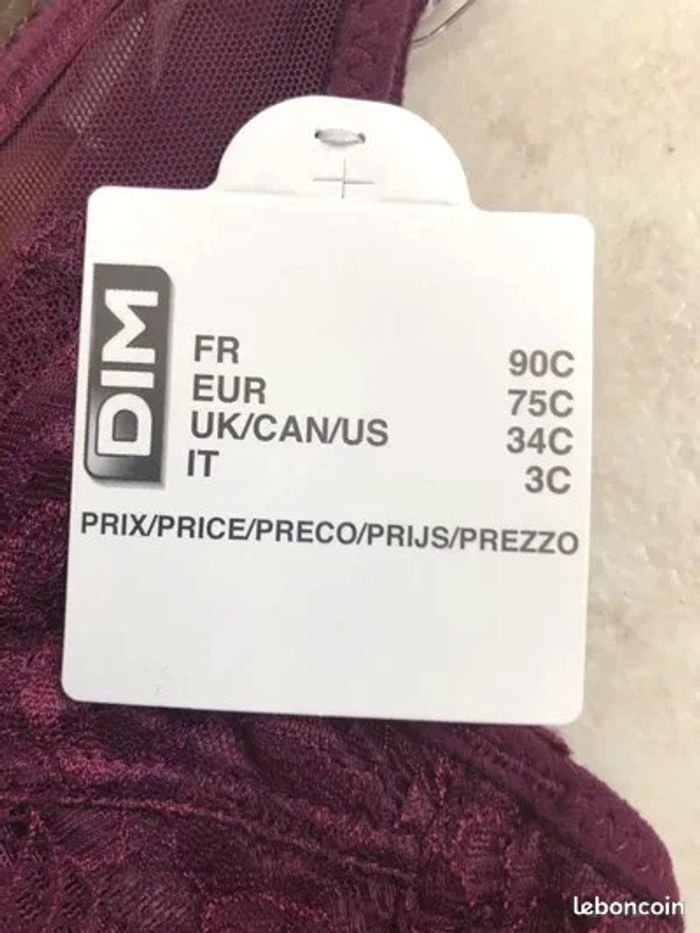 DIM
FR 90C
EUR 75C
UK/CAN/US 34C
IT 3C
PRIX/PRICE/PRECO/PRIJS/PREZZO
leboncoin